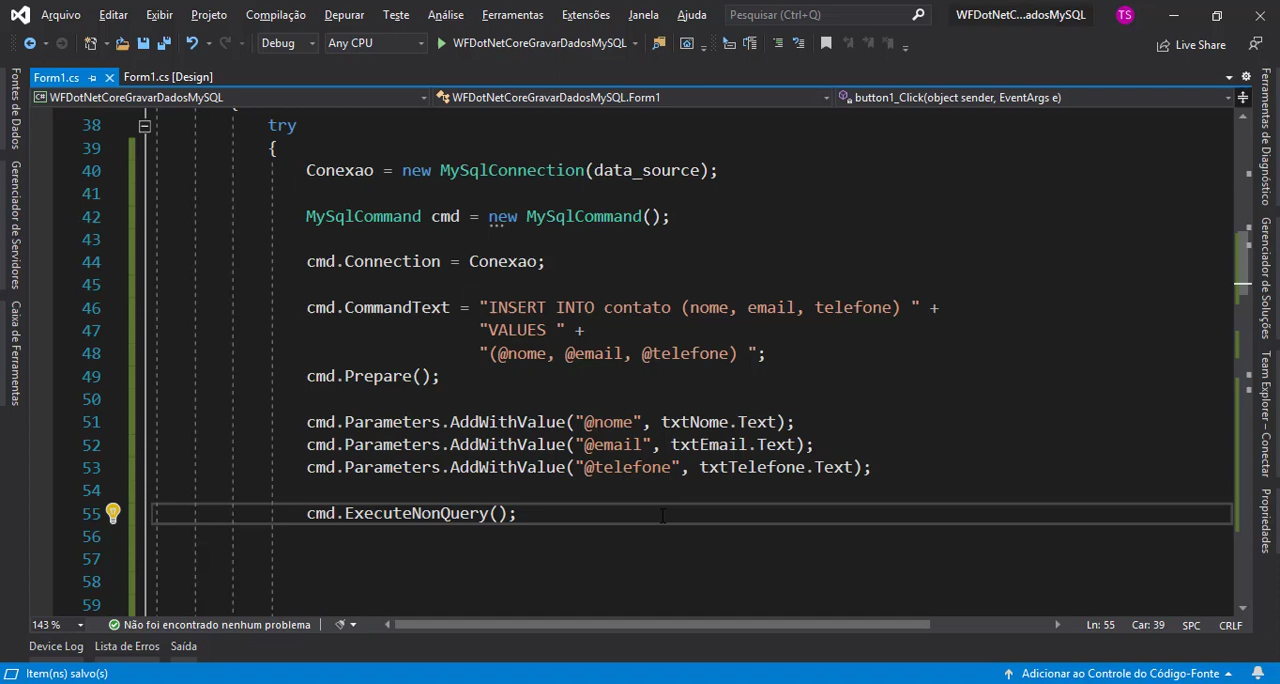 Arquivo Editar Exibir Projeto Compilação Depurar Teste Análise Ferramentas Extensões Janela Ajuda Pesquisar (Ctrl+Q) WFDotNetC...adosMySQL TS
Debug Any CPU WFDotNetCoreGravarDadosMySQL Live Share
Form1.cs Form1.cs [Design]
WFDotNetCoreGravarDadosMySQL WFDotNetCoreGravarDadosMySQL.Form1 button1_Click(object sender, EventArgs e)
Fontes de Dados
Gerenciador de Servidores
Caixa de Ferramentas
38 try
39 {
40 Conexao = new MySqlConnection(data_source);
41
42 MySqlCommand cmd = new MySqlCommand();
43
44 cmd.Connection = Conexao;
45
46 cmd.CommandText = "INSERT INTO contato (nome, email, telefone) " +
47 "VALUES " +
48 "(@nome, @email, @telefone) ";
49 cmd.Prepare();
50
51 cmd.Parameters.AddWithValue("@nome", txtNome.Text);
52 cmd.Parameters.AddWithValue("@email", txtEmail.Text);
53 cmd.Parameters.AddWithValue("@telefone", txtTelefone.Text);
54
55 cmd.ExecuteNonQuery();
56
57
58
59
Ferramentas de Diagnóstico
Gerenciador de Soluções
Team Explorer – Conectar
Propriedades
143 % Não foi encontrado nenhum problema Ln: 55 Car: 39 SPC CRLF
Device Log Lista de Erros Saída
Item(ns) salvo(s) Adicionar ao Controle do Código-Fonte